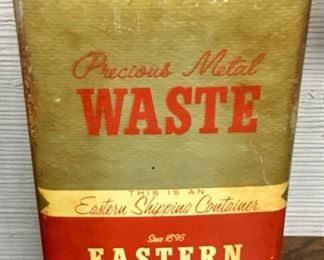 Precious Metal
WASTE
THIS IS AN
Eastern Shipping Container
Since 1896
EASTERN